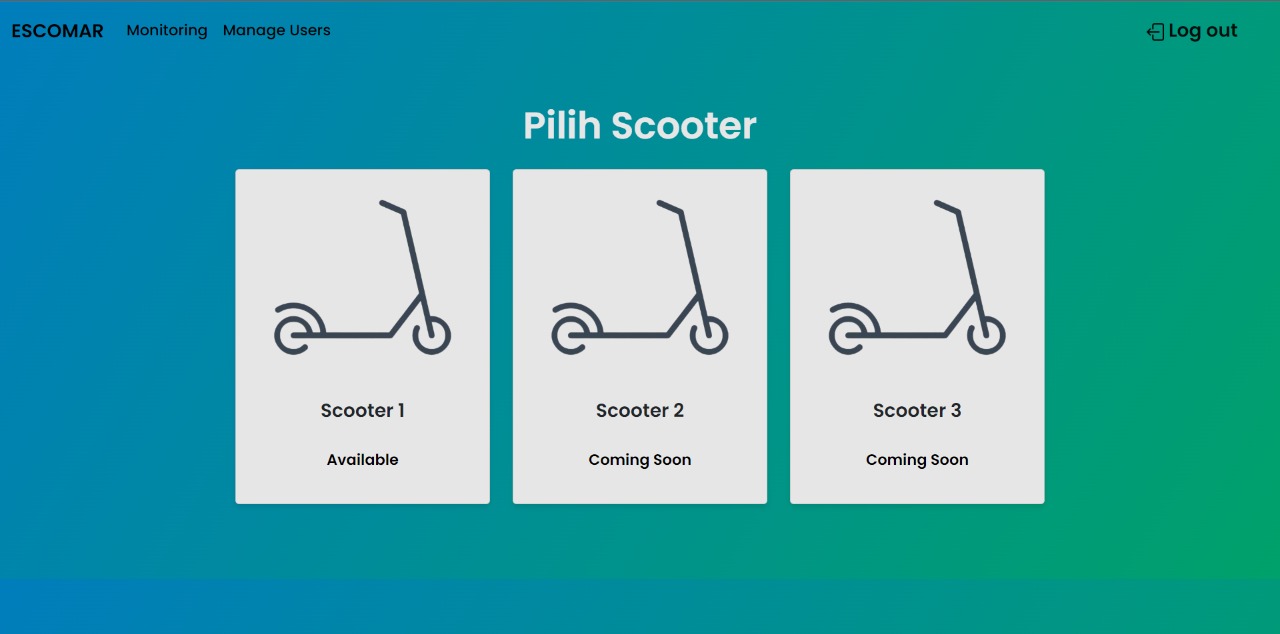 ESCOMAR Monitoring Manage Users Log out
Pilih Scooter
Scooter 1 Scooter 2 Scooter 3
Available Coming Soon Coming Soon